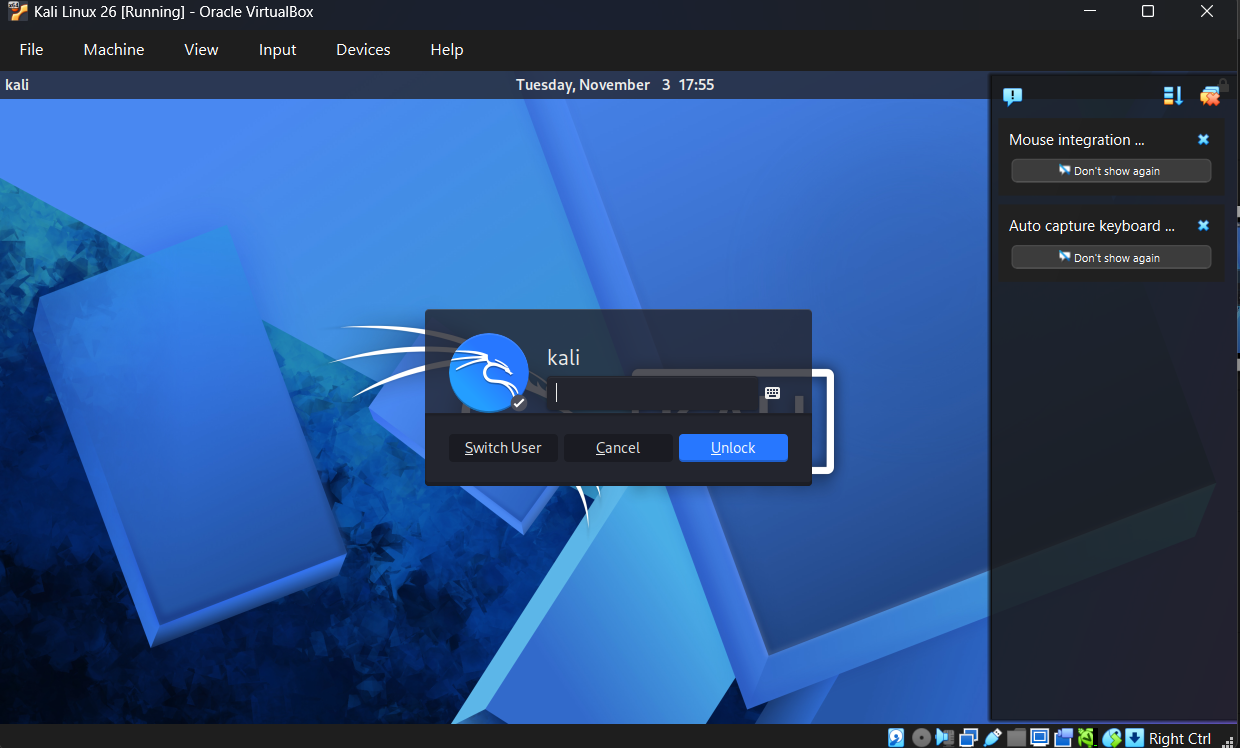 Kali Linux 26 [Running] - Oracle VirtualBox
File Machine View Input Devices Help
kali
Tuesday, November 3 17:55
Mouse integration ...
Don't show again
Auto capture keyboard ...
Don't show again
kali
Switch User Cancel Unlock
Right Ctrl